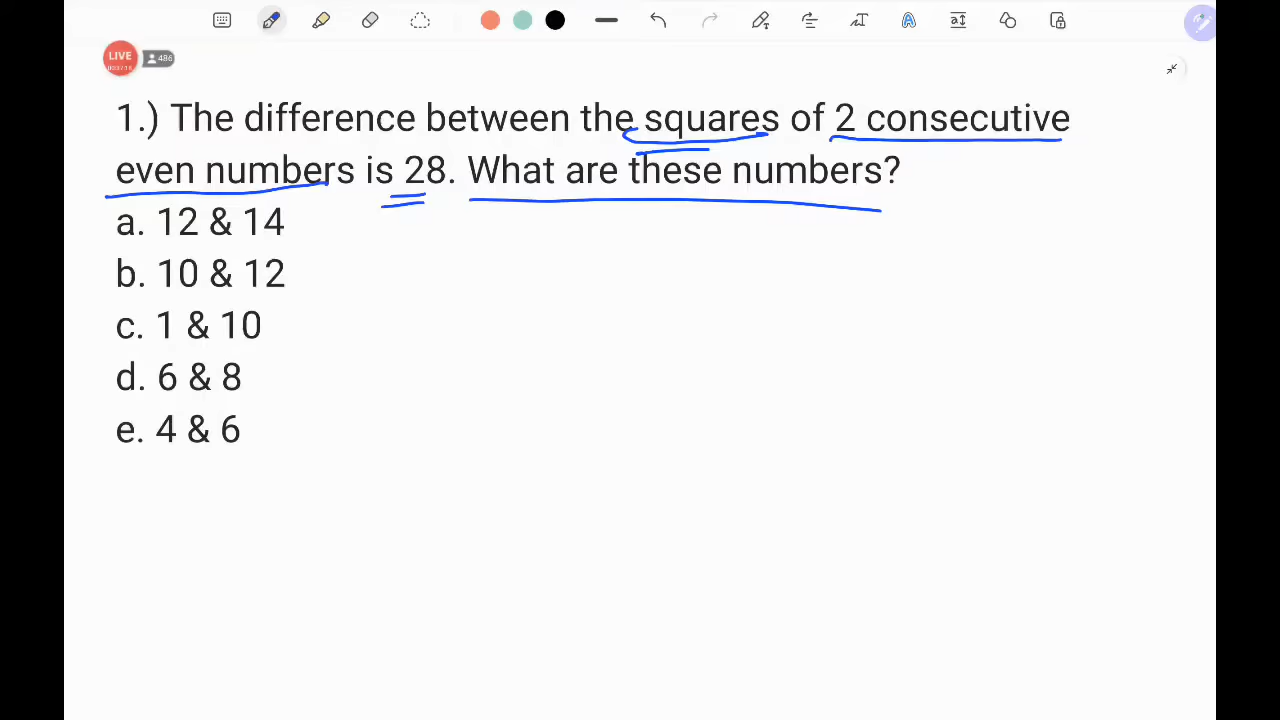 LIVE
486
1.) The difference between the squares of 2 consecutive
even numbers is 28. What are these numbers?
a. 12 & 14
b. 10 & 12
c. 1 & 10
d. 6 & 8
e. 4 & 6